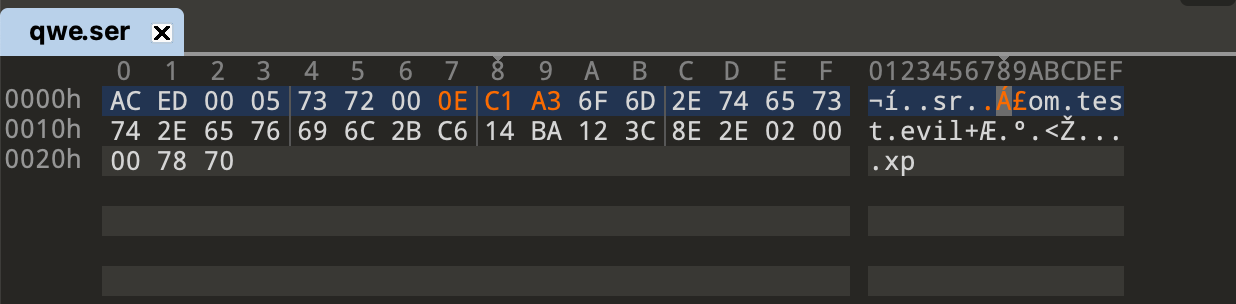 qwe.ser
0 1 2 3 4 5 6 7 8 9 A B C D E F 0123456789ABCDEF
0000h AC ED 00 05 73 72 00 0E C1 A3 6F 6D 2E 74 65 73 ¬í..sr..Á£om.tes
0010h 74 2E 65 76 69 6C 2B C6 14 BA 12 3C 8E 2E 02 00 t.evil+Æ.º.<Ž...
0020h 00 78 70 .xp